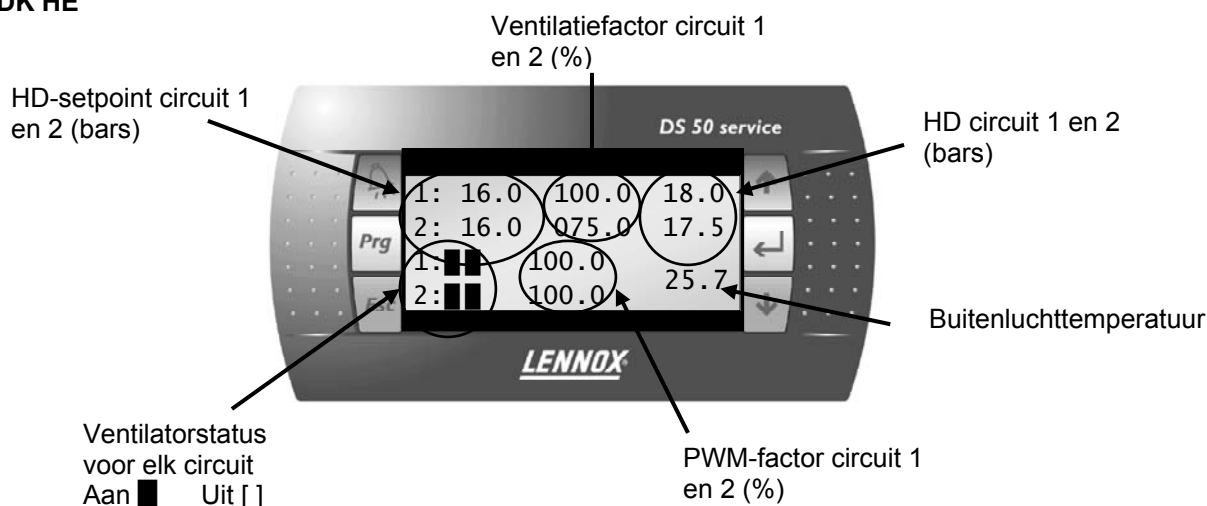 DK HE
Ventilatiefactor circuit 1
en 2 (%)
HD-setpoint circuit 1
en 2 (bars)
HD circuit 1 en 2
(bars)
DS 50 service
1: 16.0 100.0 18.0
2: 16.0 075.0 17.5
Prg
1:██ 100.0
25.7
2:██ 100.0
Esc
Buitenluchttemperatuur
LENNOX
Ventilatorstatus
voor elk circuit
Aan █ Uit [ ]
PWM-factor circuit 1
en 2 (%)